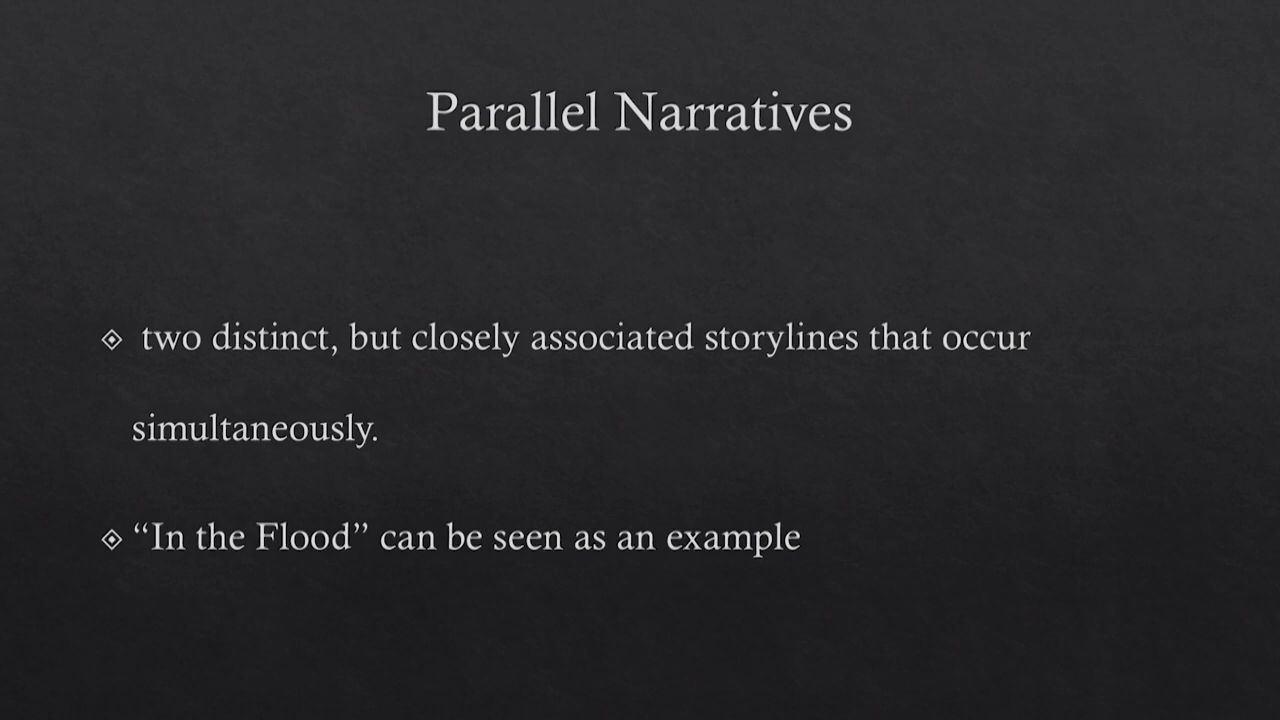 Parallel Narratives
two distinct, but closely associated storylines that occur
simultaneously.
“In the Flood” can be seen as an example